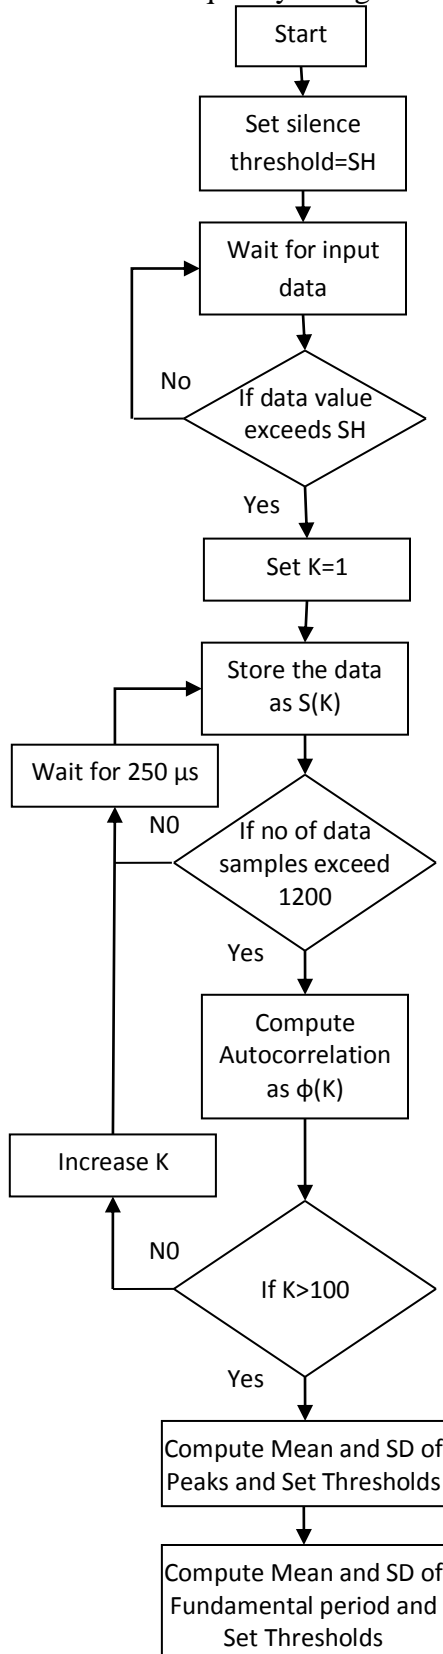 Start
Set silence
threshold=SH
Wait for input
data
No
If data value
exceeds SH
Yes
Set K=1
Store the data
as S(K)
Wait for 250 µs
N0
If no of data
samples exceed
1200
Yes
Compute
Autocorrelation
as ϕ(K)
Increase K
N0
If K>100
Yes
Compute Mean and SD of
Peaks and Set Thresholds
Compute Mean and SD of
Fundamental period and
Set Thresholds